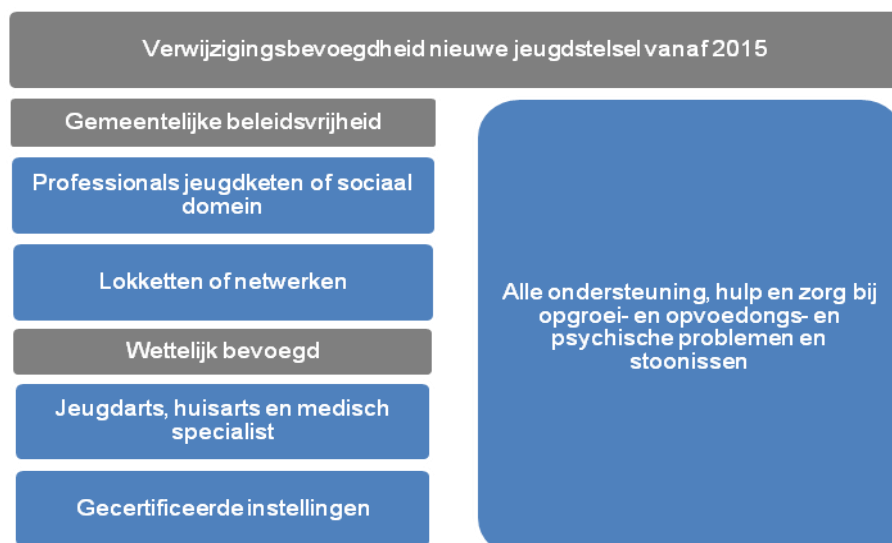 Verwijzigingsbevoegdheid nieuwe jeugdstelsel vanaf 2015
Gemeentelijke beleidsvrijheid
Professionals jeugdketen of sociaal
domein
Lokketten of netwerken
Wettelijk bevoegd
Jeugdarts, huisarts en medisch
specialist
Gecertificeerde instellingen
Alle ondersteuning, hulp en zorg bij
opgroei- en opvoedongs- en
psychische problemen en
stoonissen